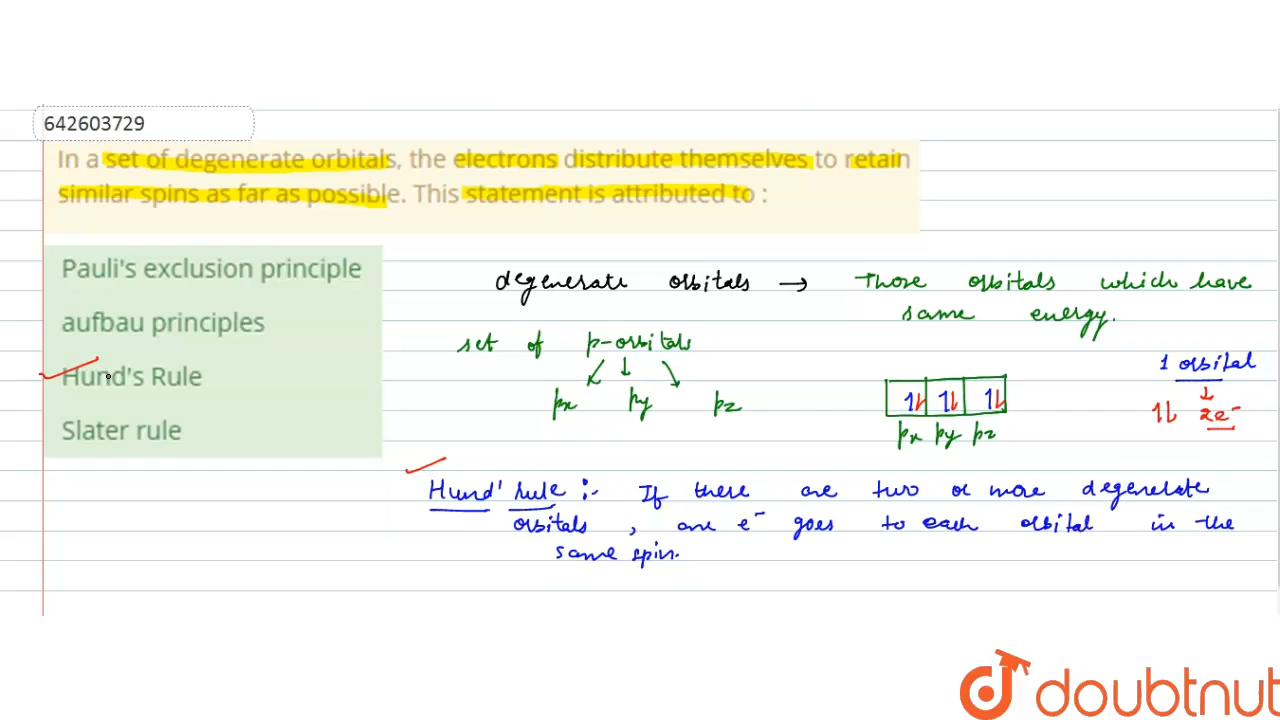 642603729
In a set of degenerate orbitals, the electrons distribute themselves to retain
similar spins as far as possible. This statement is attributed to :
Pauli's exclusion principle
aufbau principles
Hund's Rule
Slater rule
degenerate orbitals → Those orbitals which have
same energy.
set of p-orbitals
px py pz
1↓ 1↓ 1↓
px py pz
1 orbital
↓
1↓ 2e⁻
Hund' rule :- If there are two or more degenerate
orbitals , one e⁻ goes to each orbital in the
same spin.
doubtnut